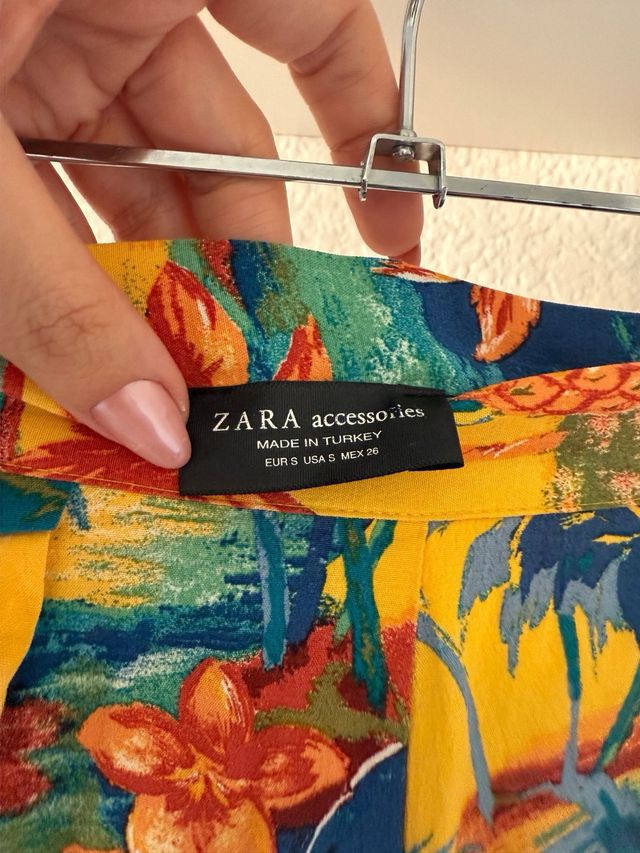 ZARA accessories
MADE IN TURKEY
EUR S USA S MEX 26